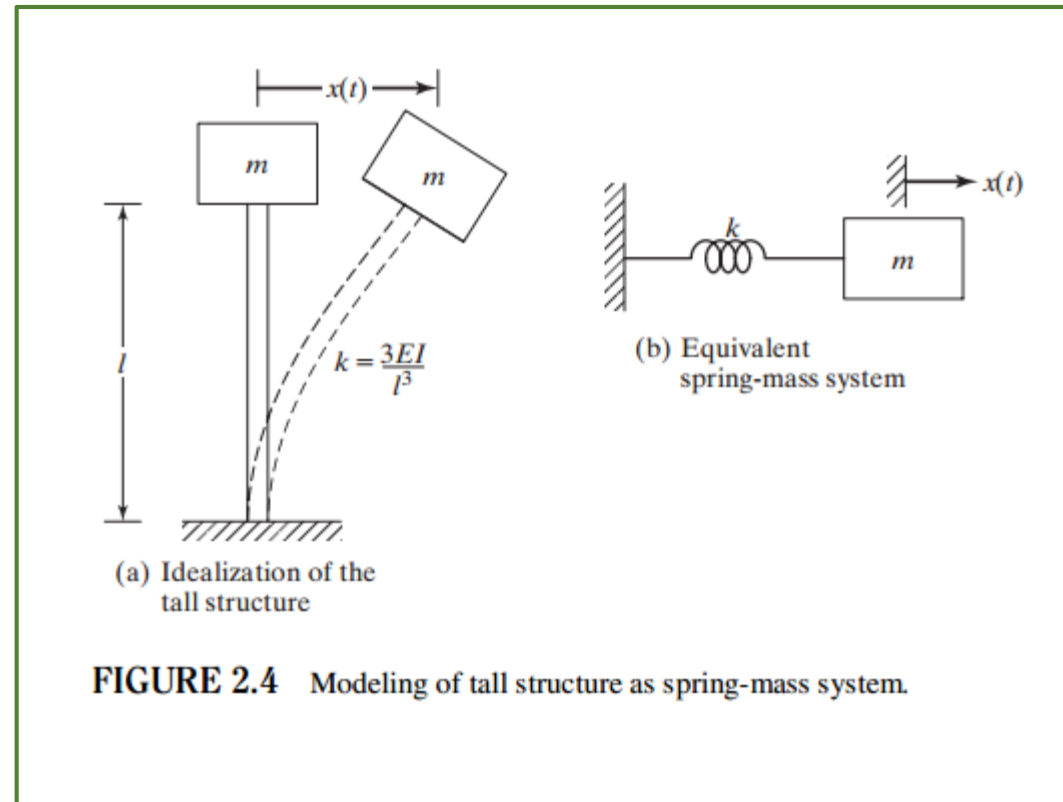 x(t)
m
m
l
k = 3EI / l³
(a) Idealization of the
tall structure
x(t)
k
m
(b) Equivalent
spring-mass system
FIGURE 2.4 Modeling of tall structure as spring-mass system.